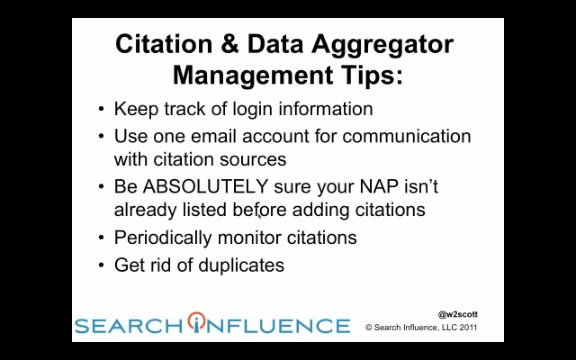 Citation & Data Aggregator
Management Tips:
• Keep track of login information
• Use one email account for communication
with citation sources
• Be ABSOLUTELY sure your NAP isn't
already listed before adding citations
• Periodically monitor citations
• Get rid of duplicates
@w2scott
SEARCH INFLUENCE
© Search Influence, LLC 2011